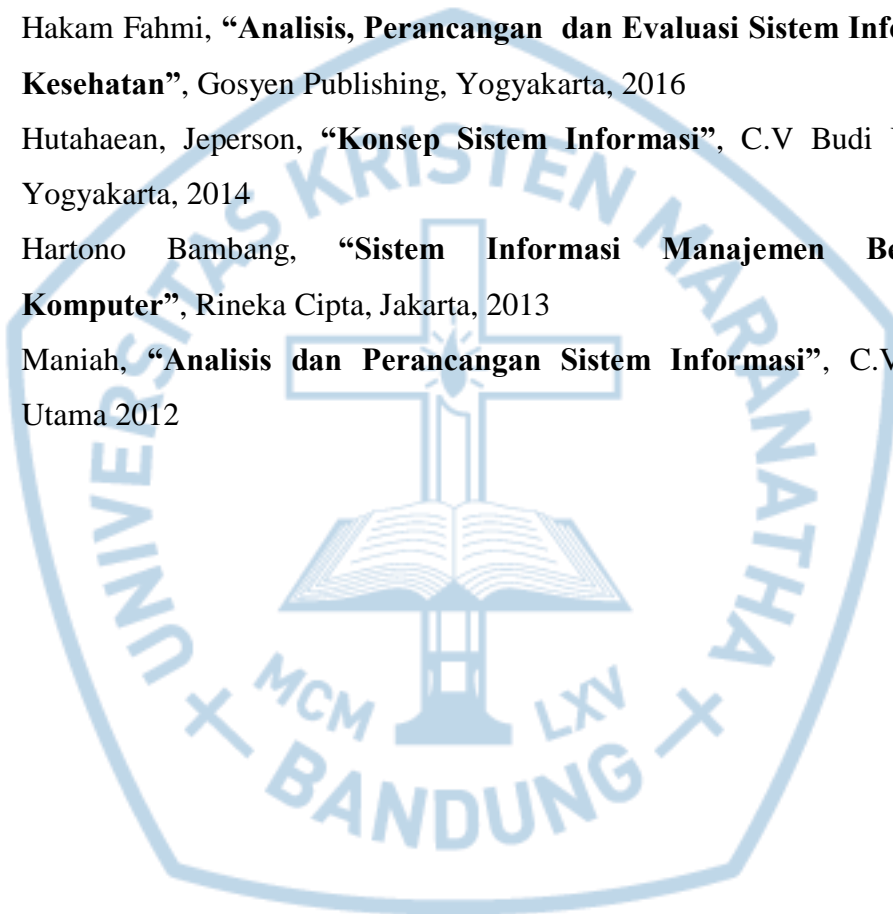 Hakam Fahmi, “Analisis, Perancangan  dan Evaluasi Sistem
Kesehatan”, Gosyen Publishing, Yogyakarta, 2016
Hutahaean, Jeperson, “Konsep Sistem Informasi”, C.V Budi
Yogyakarta, 2014
Hartono Bambang, “Sistem Informasi Manajemen
Komputer”, Rineka Cipta, Jakarta, 2013
Maniah, “Analisis dan Perancangan Sistem Informasi”,
Utama 2012
UNIVERSITAS KRISTEN MARANATHA
MCM LXV
BANDUNG